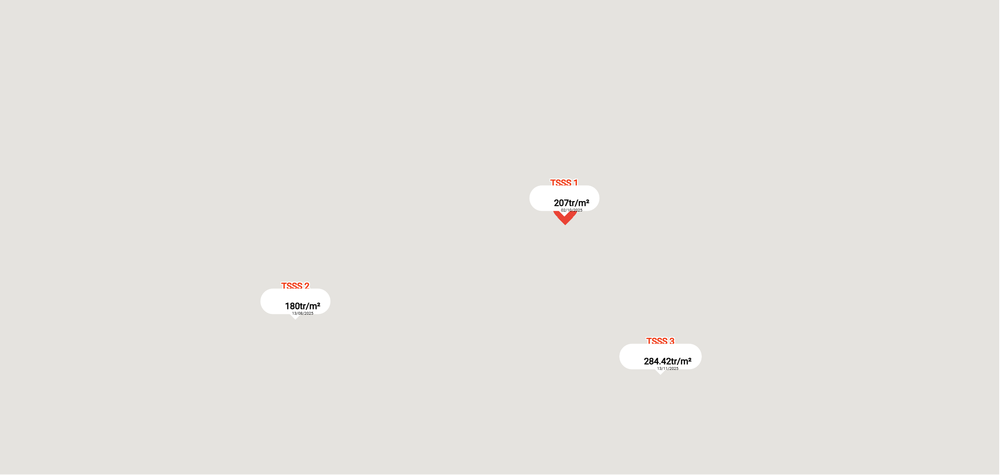 TSSS 1
207tr/m²
02/10/2025
TSSS 2
180tr/m²
13/08/2025
TSSS 3
284.42tr/m²
13/11/2025